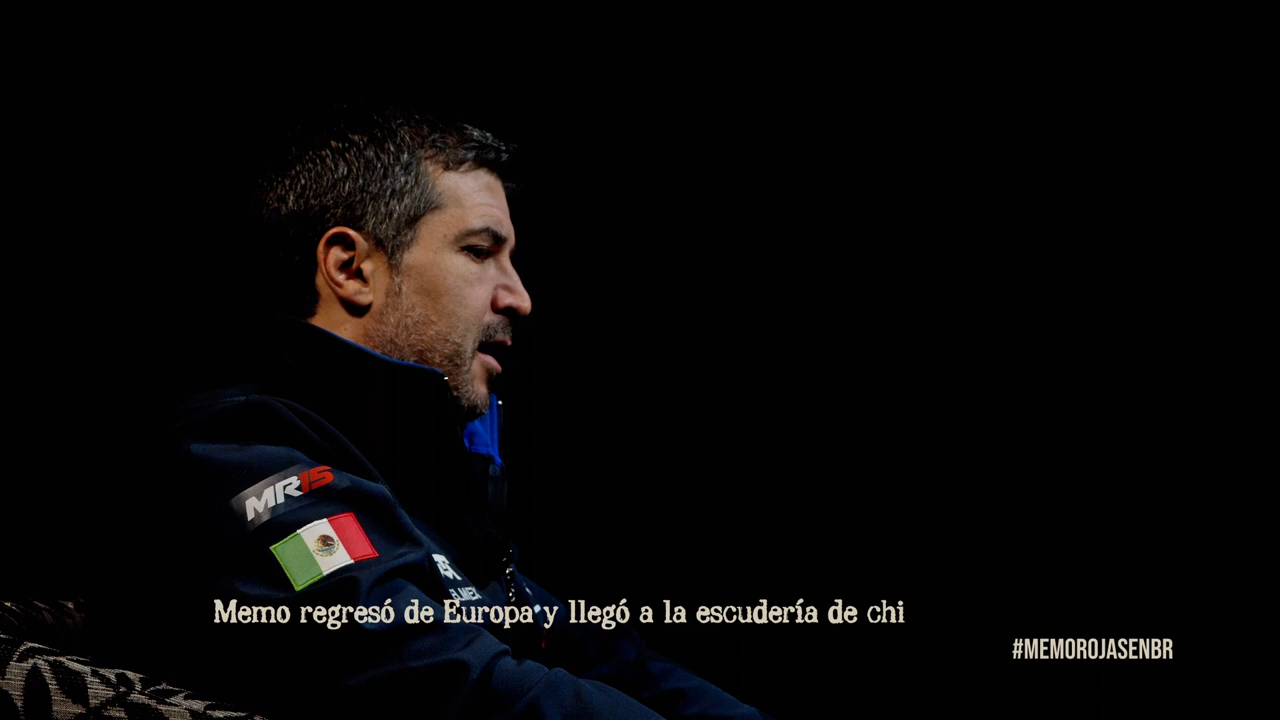 MR15
Memo regresó de Europa y llegó a la escudería de chi
#MEMOROJASENBR